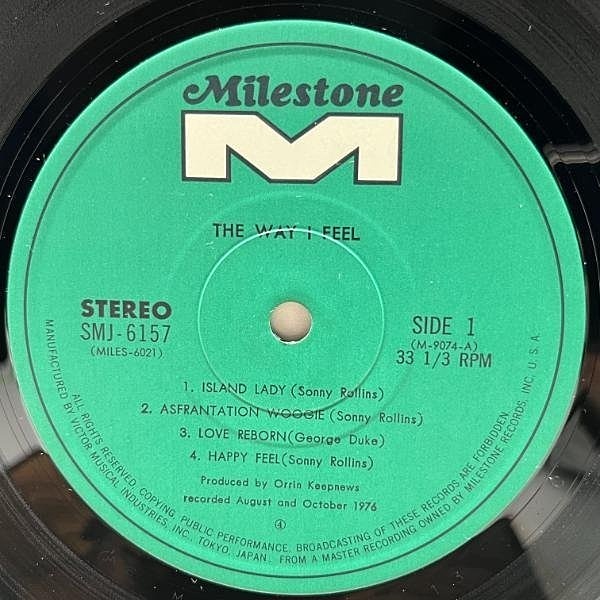 Milestone
M
THE WAY I FEEL
STEREO
SMJ-6157
(MILES-6021)
SIDE 1
(M-9074-A)
33 1/3 RPM
1. ISLAND LADY (Sonny Rollins)
2. ASFRANTATION WOOGIE (Sonny Rollins)
3. LOVE REBORN (George Duke)
4. HAPPY FEEL (Sonny Rollins)
Produced by Orrin Keepnews
recorded August and October 1976
④
MANUFACTURED BY VICTOR MUSICAL INDUSTRIES, INC. TOKYO, JAPAN. FROM A MASTER RECORDING OWNED BY MILESTONE RECORDS, INC. U.S.A.
ALL RIGHTS RESERVED. COPYING, PUBLIC PERFORMANCE, BROADCASTING OF THESE RECORDS ARE FORBIDDEN.